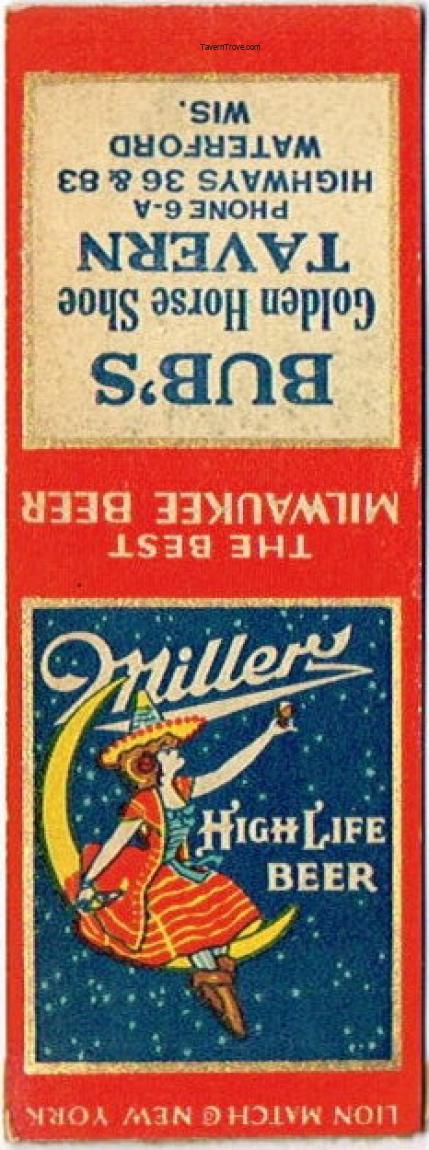 TavernTrove.com
BUB'S
Golden Horse Shoe
TAVERN
PHONE 6-A
HIGHWAYS 36 & 83
WATERFORD
WIS.
THE BEST
MILWAUKEE BEER
Miller
HIGH LIFE
BEER
LION MATCH © NEW YORK